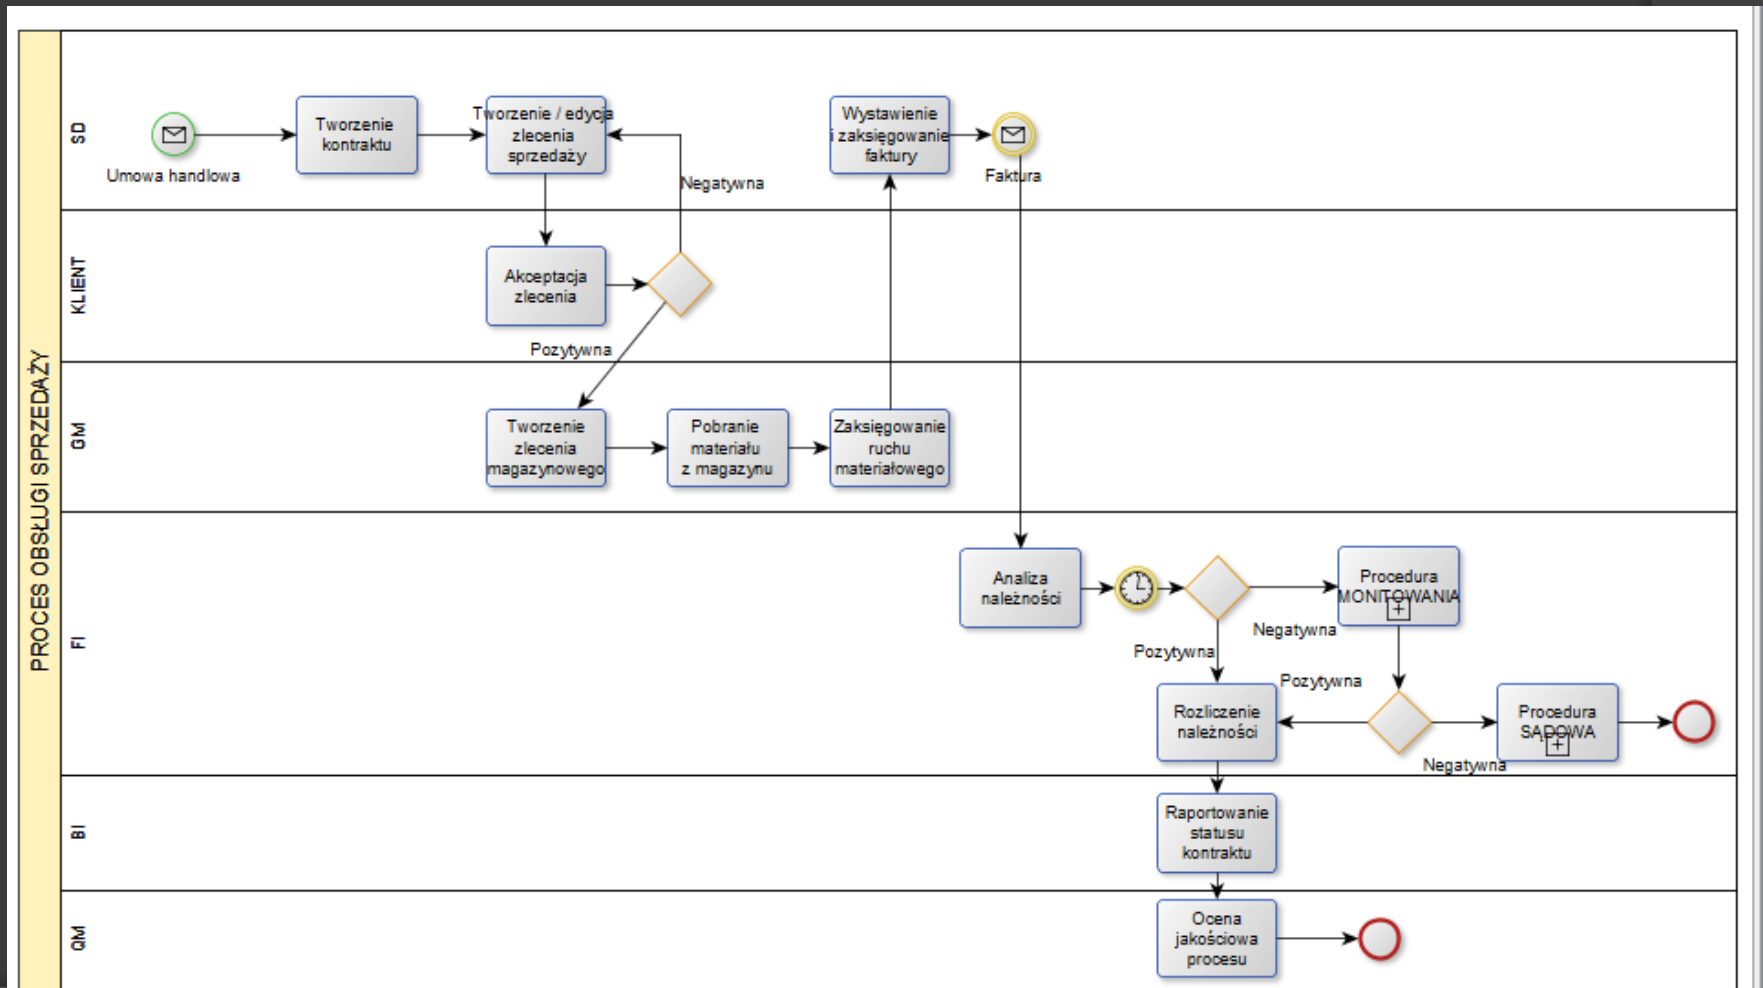 PROCES OBSŁUGI SPRZEDAŻY
SD
Umowa handlowa
Tworzenie
kontraktu
Tworzenie / edycja
zlecenia
sprzedaży
Negatywna
Wystawienie
i zaksięgowanie
faktury
Faktura
KLIENT
Akceptacja
zlecenia
Pozytywna
GM
Tworzenie
zlecenia
magazynowego
Pobranie
materiału
z magazynu
Zaksięgowanie
ruchu
materiałowego
FI
Analiza
należności
Negatywna
Procedura
MONITOWANIA
Pozytywna
Rozliczenie
należności
Pozytywna
Negatywna
Procedura
SĄDOWA
BI
Raportowanie
statusu
kontraktu
QM
Ocena
jakościowa
procesu